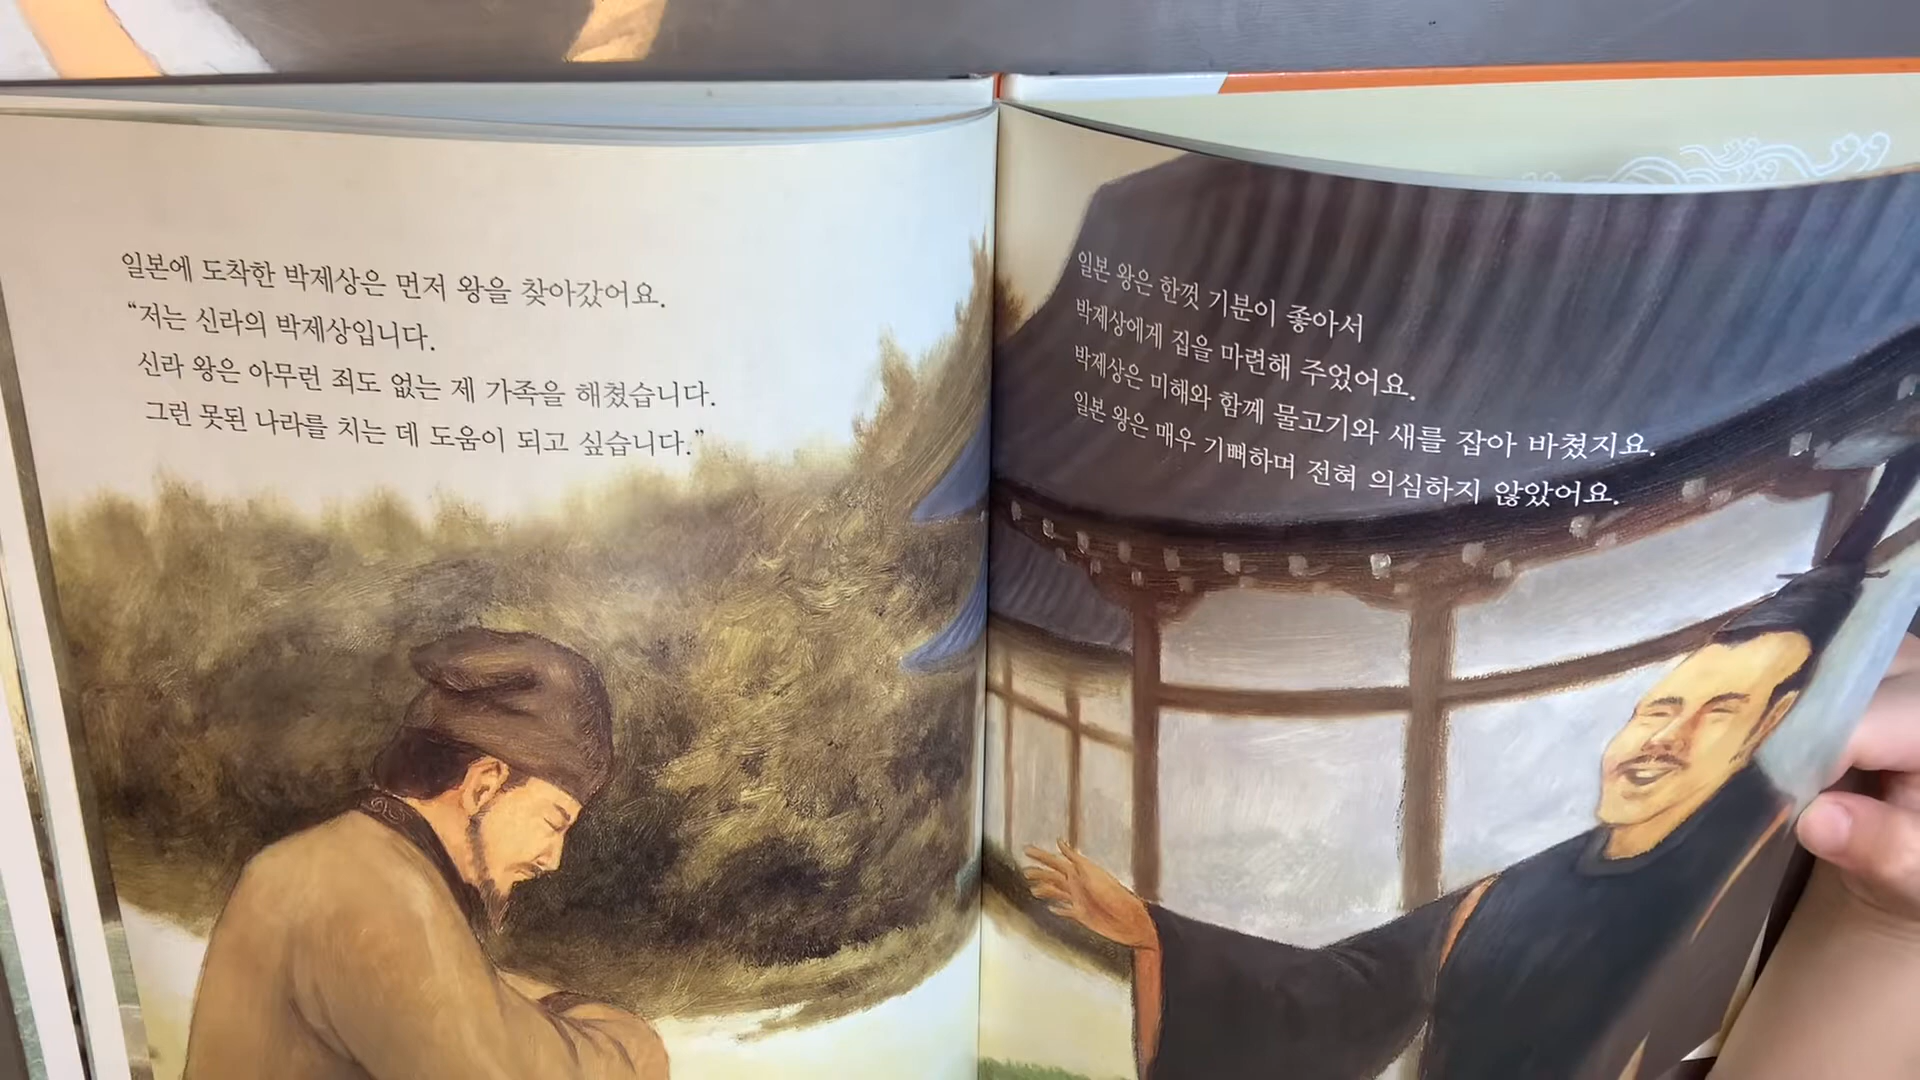 일본에 도착한 박제상은 먼저 왕을 찾아갔어요.
“저는 신라의 박제상입니다.
신라 왕은 아무런 죄도 없는 제 가족을 해쳤습니다.
그런 못된 나라를 치는 데 도움이 되고 싶습니다.”
일본 왕은 한껏 기분이 좋아서
박제상에게 집을 마련해 주었어요.
박제상은 미해와 함께 물고기와 새를 잡아 바쳤지요.
일본 왕은 매우 기뻐하며 전혀 의심하지 않았어요.